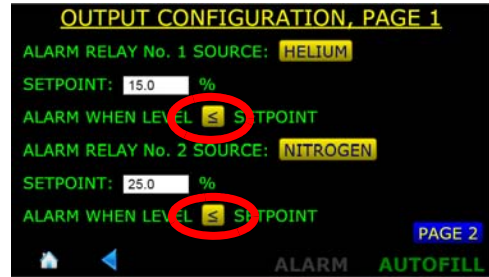 OUTPUT CONFIGURATION, PAGE 1
ALARM RELAY No. 1 SOURCE: HELIUM
SETPOINT: 15.0 %
ALARM WHEN LEVEL ≤ SETPOINT
ALARM RELAY No. 2 SOURCE: NITROGEN
SETPOINT: 25.0 %
ALARM WHEN LEVEL ≤ SETPOINT
PAGE 2
ALARM AUTOFILL